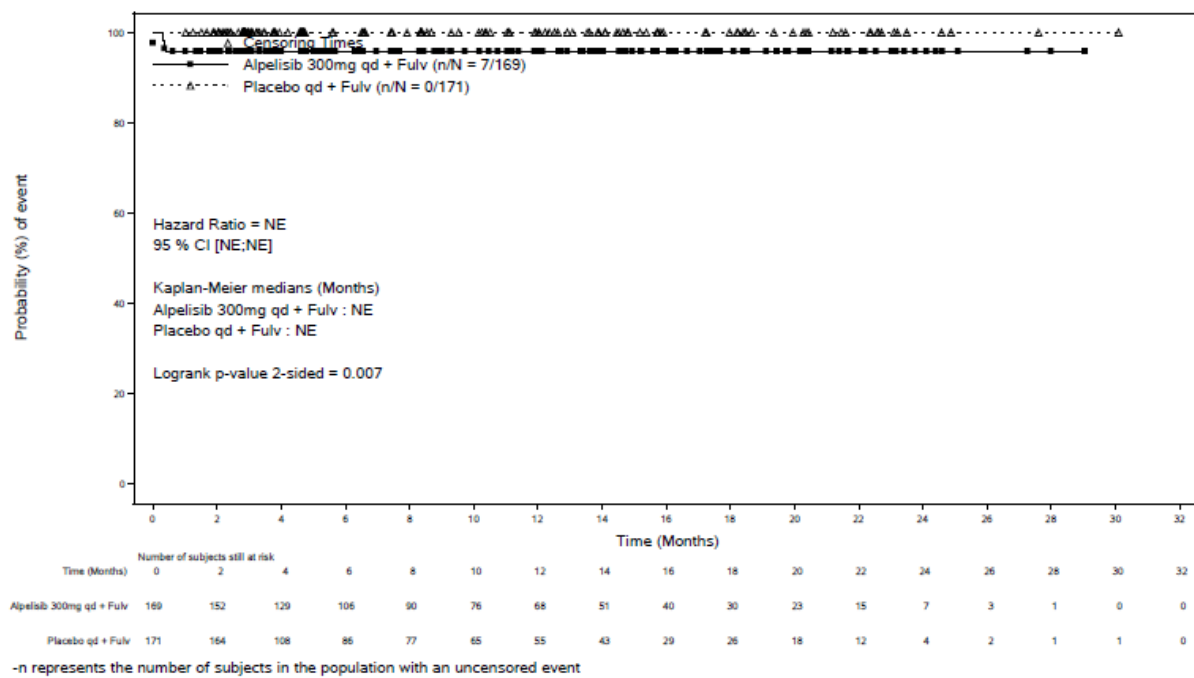 100
Censoring Times
Alpelisib 300mg qd + Fulv (n/N = 7/169)
Placebo qd + Fulv (n/N = 0/171)
80
60
Hazard Ratio = NE
95 % CI [NE;NE]
Kaplan-Meier medians (Months)
40
Alpelisib 300mg qd + Fulv : NE
Placebo qd + Fulv : NE
Logrank p-value 2-sided = 0.007
20
0
Probability (%) of event
0 2 4 6 8 10 12 14 16 18 20 22 24 26 28 30 32
Time (Months)
Number of subjects still at risk
Time (Months) 0 2 4 6 8 10 12 14 16 18 20 22 24 26 28 30 32
Alpelisib 300mg qd + Fulv 169 152 129 106 90 76 68 51 40 30 23 15 7 3 1 0 0
Placebo qd + Fulv 171 164 108 86 77 65 55 43 29 26 18 12 4 2 1 1 0
-n represents the number of subjects in the population with an uncensored event